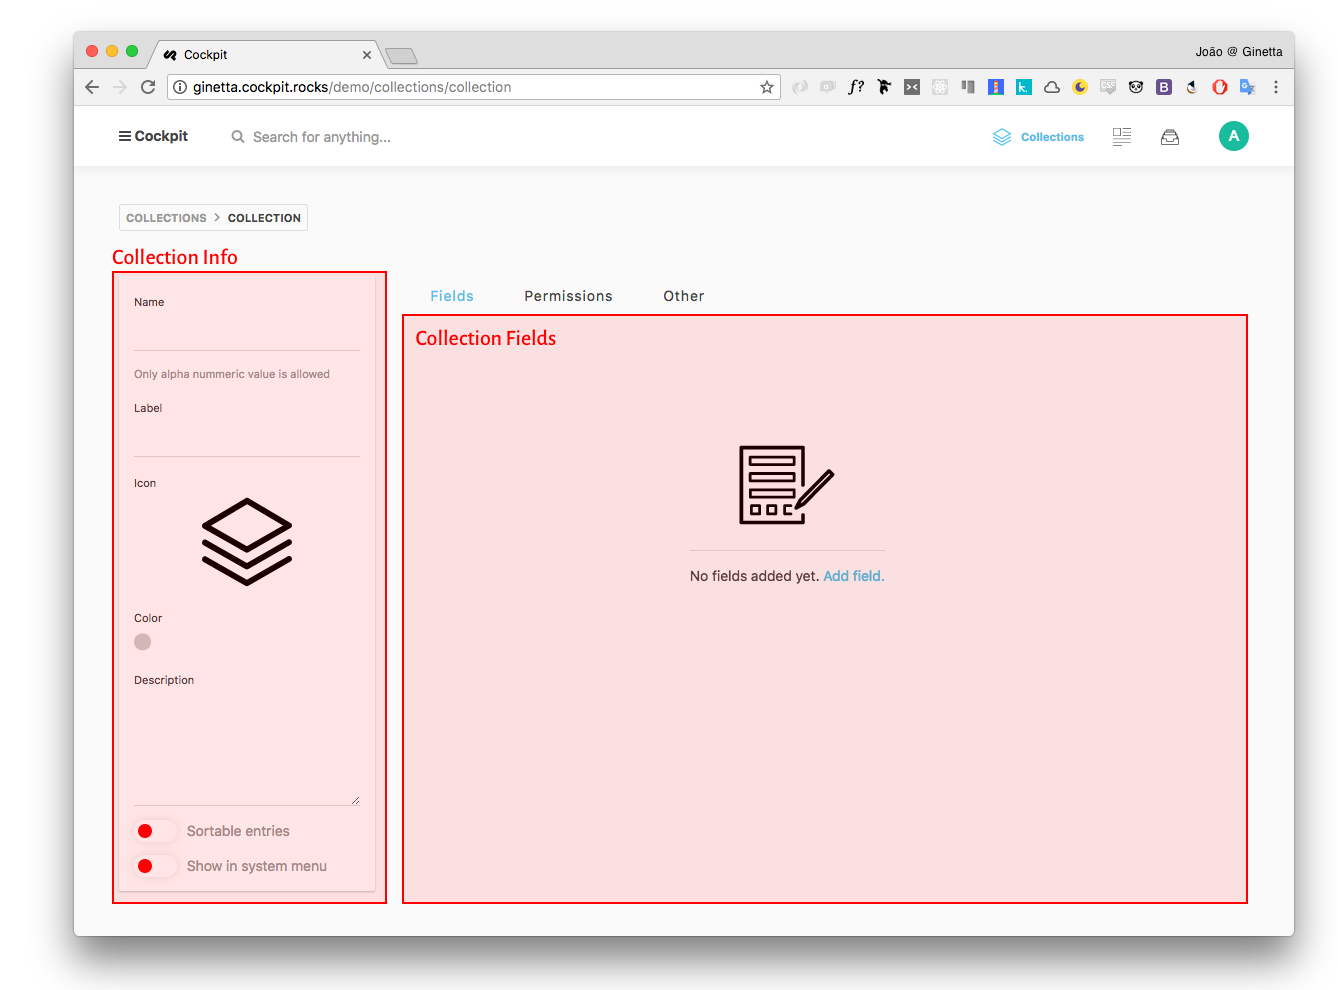 Cockpit
João @ Ginetta
ginetta.cockpit.rocks/demo/collections/collection
f?
k.
CSS
B
Cockpit
Search for anything...
Collections
A
COLLECTIONS > COLLECTION
Collection Info
Name
Only alpha nummeric value is allowed
Label
Icon
Color
Description
Sortable entries
Show in system menu
Fields
Permissions
Other
Collection Fields
No fields added yet. Add field.